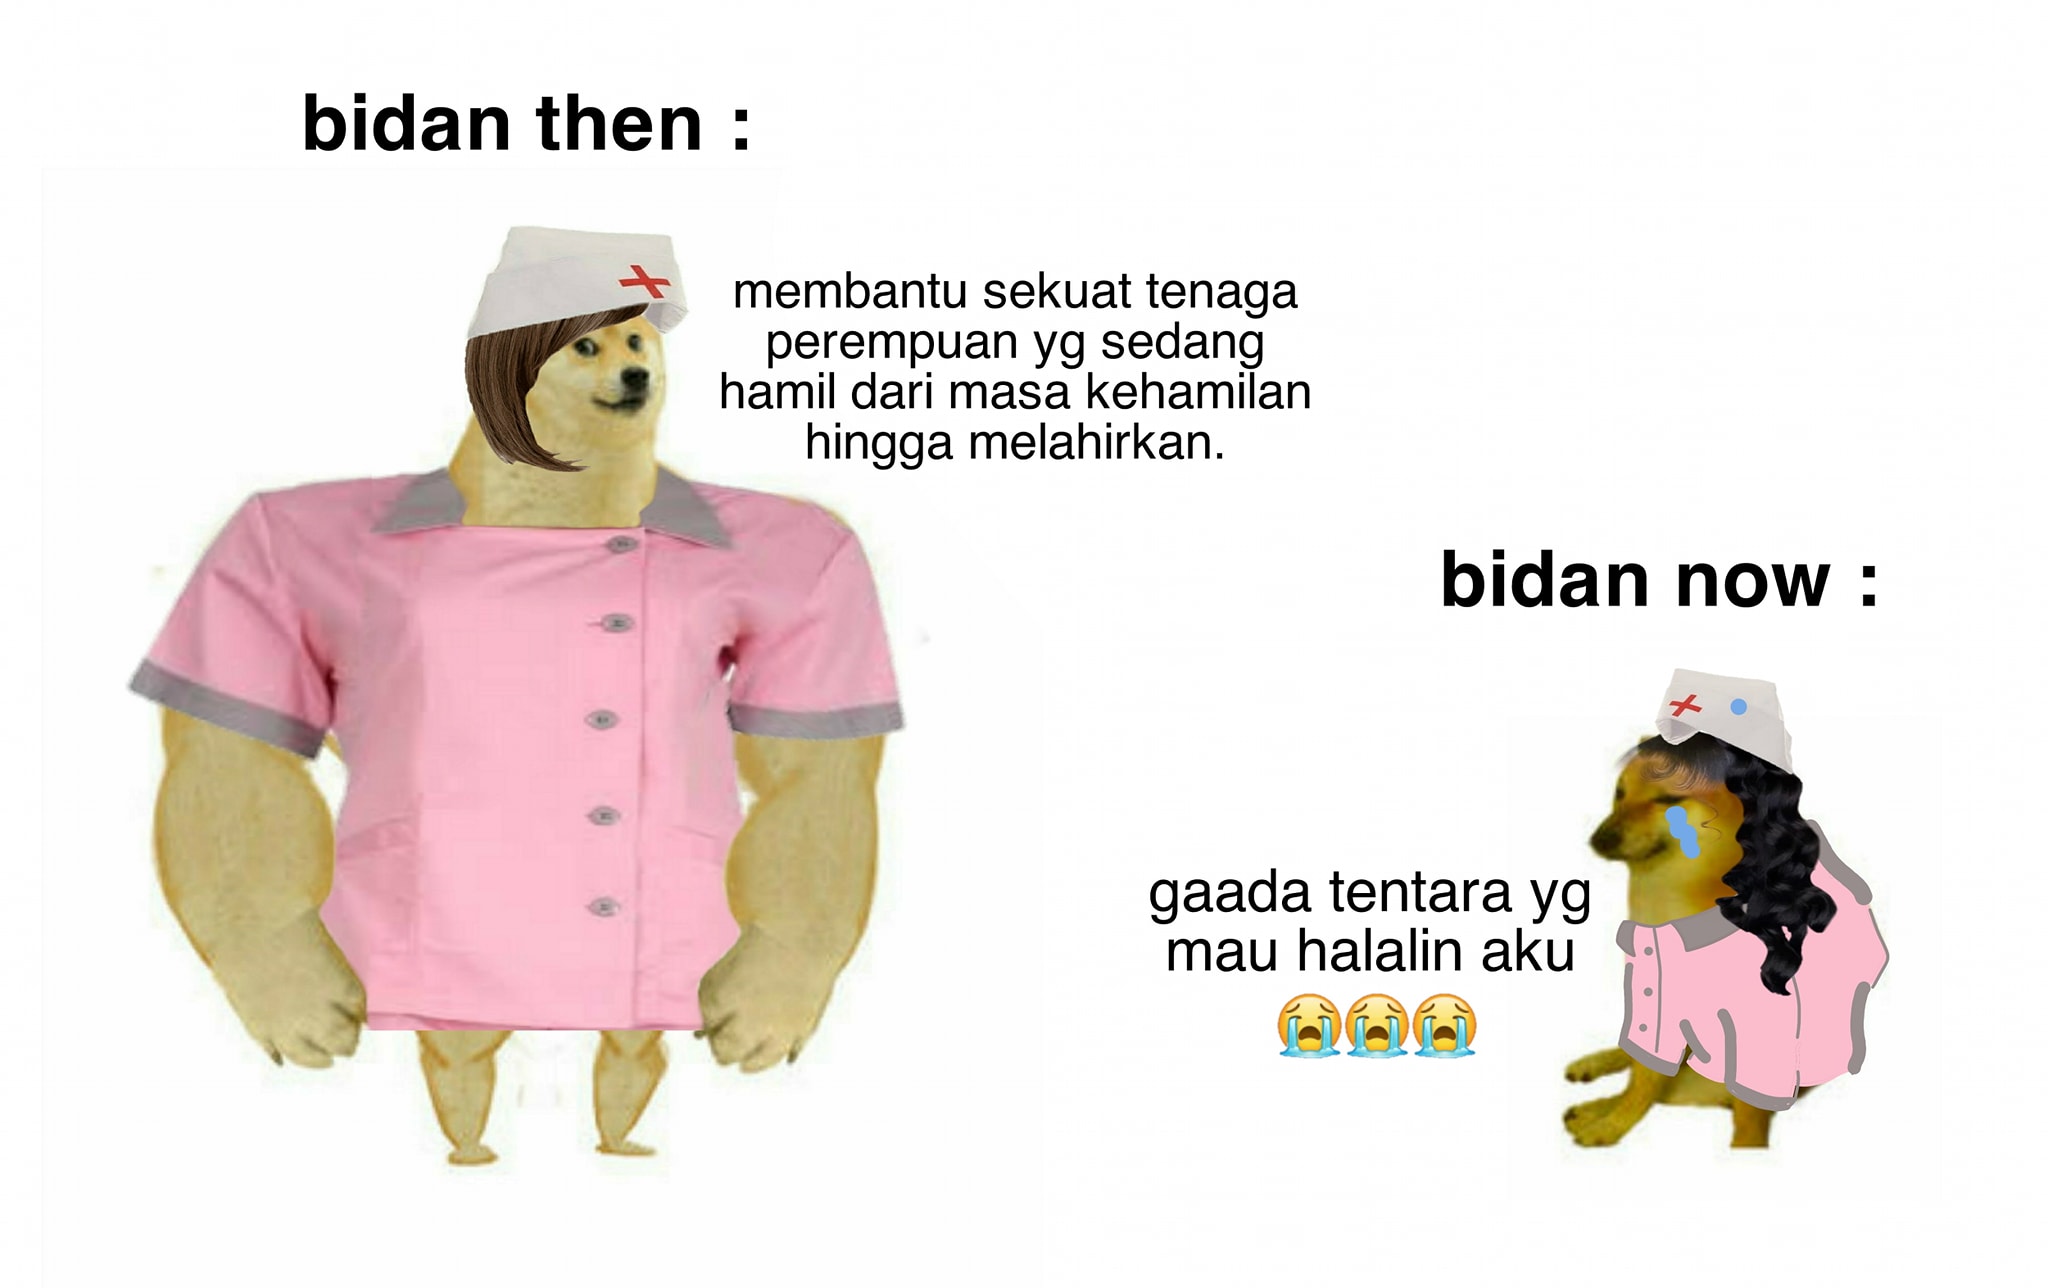 bidan then :
membantu sekuat tenaga
perempuan yg sedang
hamil dari masa kehamilan
hingga melahirkan.
bidan now :
gaada tentara yg
mau halalin aku
😭😭😭